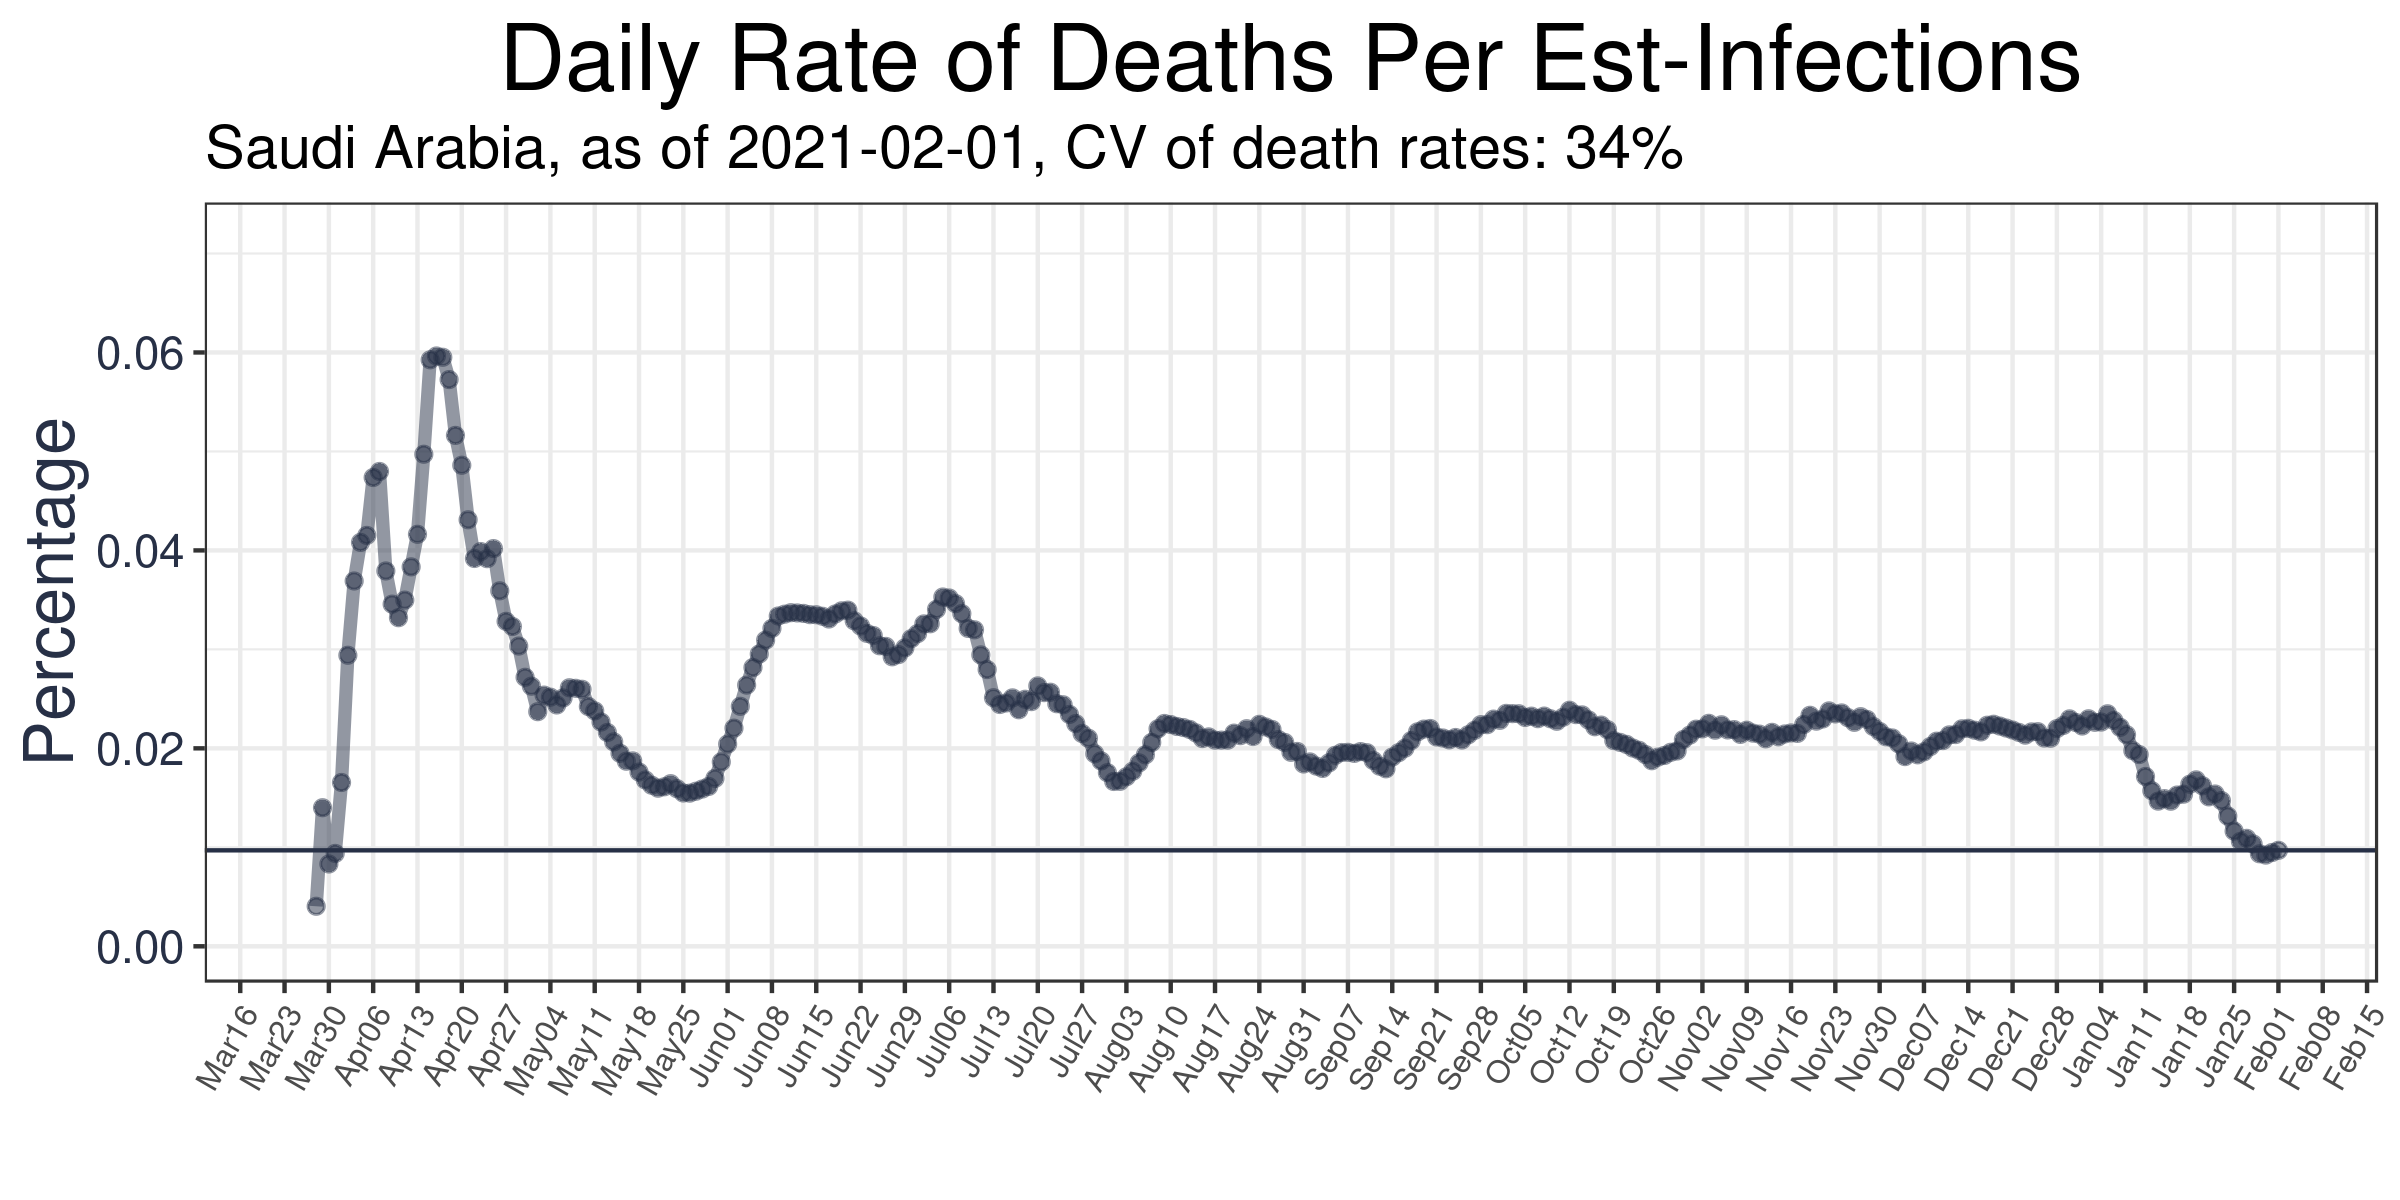 Daily Rate of Deaths Per Est-Infections
Saudi Arabia, as of 2021-02-01, CV of death rates: 34%
Percentage
0.06
0.04
0.02
0.00
Mar16 Mar23 Mar30 Apr06 Apr13 Apr20 Apr27 May04 May11 May18 May25 Jun01 Jun08 Jun15 Jun22 Jun29 Jul06 Jul13 Jul20 Jul27 Aug03 Aug10 Aug17 Aug24 Aug31 Sep07 Sep14 Sep21 Sep28 Oct05 Oct12 Oct19 Oct26 Nov02 Nov09 Nov16 Nov23 Nov30 Dec07 Dec14 Dec21 Dec28 Jan04 Jan11 Jan18 Jan25 Feb01 Feb08 Feb15